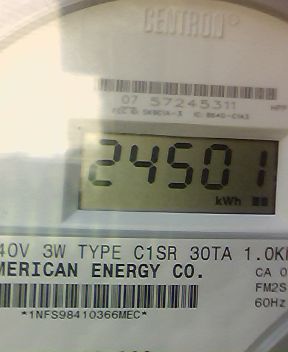 CENTRON®
07 57245311
24501
kWh
40V 3W TYPE C1SR 30TA 1.0K
MERICAN ENERGY CO.
CA 0
FM2S
60Hz
*1NFS98410366MEC*